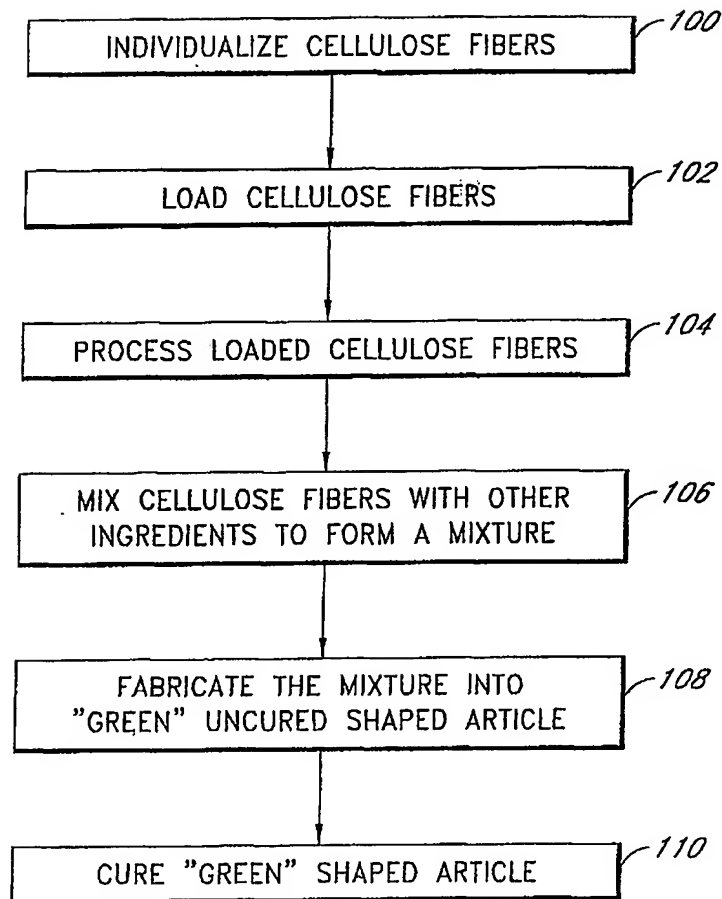 100
INDIVIDUALIZE CELLULOSE FIBERS
102
LOAD CELLULOSE FIBERS
104
PROCESS LOADED CELLULOSE FIBERS
106
MIX CELLULOSE FIBERS WITH OTHER
INGREDIENTS TO FORM A MIXTURE
108
FABRICATE THE MIXTURE INTO
"GREEN" UNCURED SHAPED ARTICLE
110
CURE "GREEN" SHAPED ARTICLE